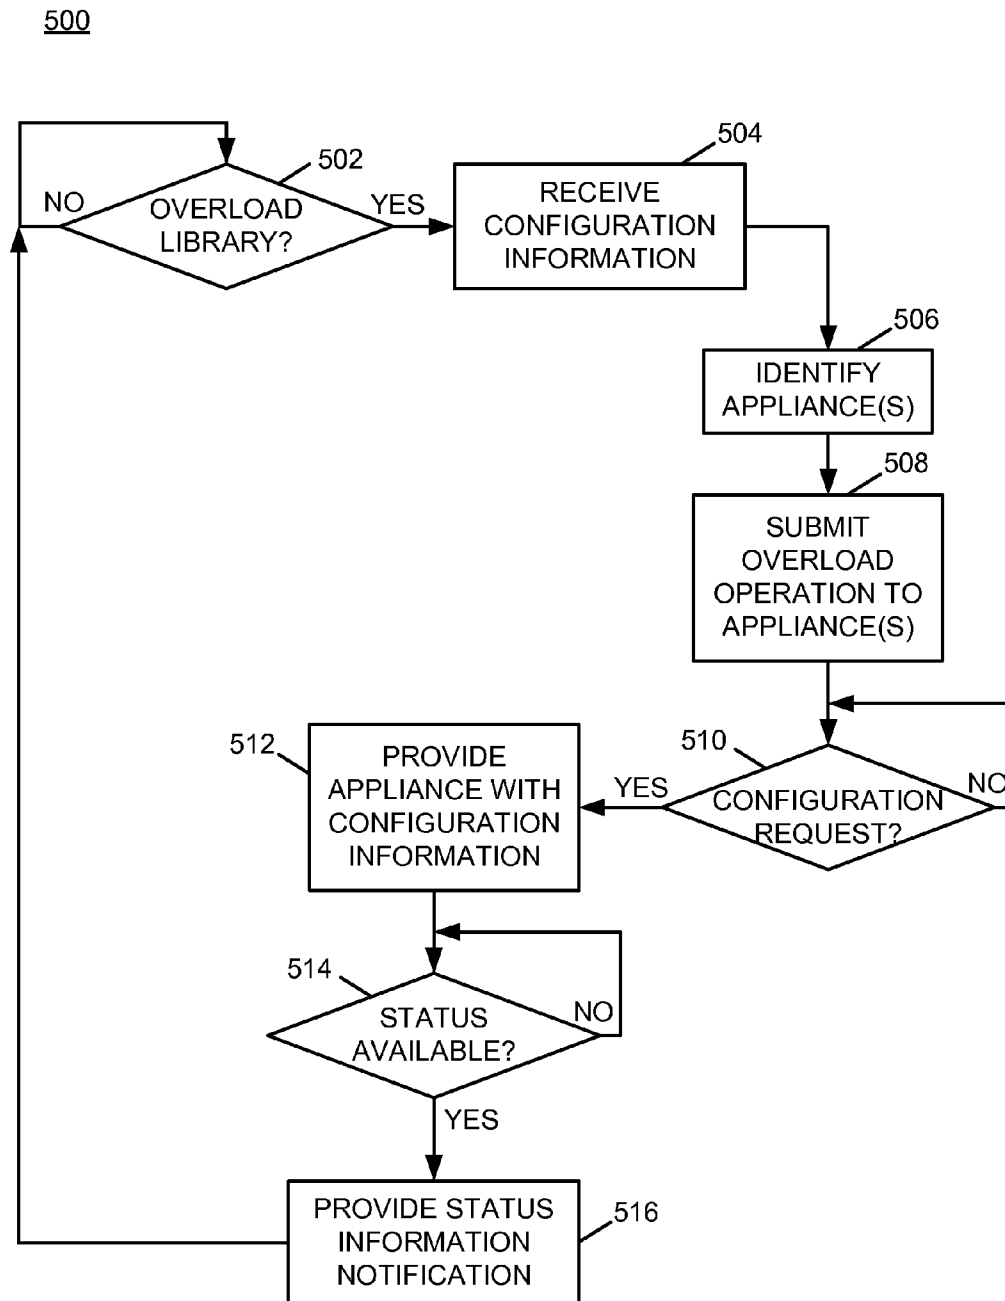 500
502
OVERLOAD
LIBRARY?
NO
YES
504
RECEIVE
CONFIGURATION
INFORMATION
506
IDENTIFY
APPLIANCE(S)
508
SUBMIT
OVERLOAD
OPERATION TO
APPLIANCE(S)
510
CONFIGURATION
REQUEST?
NO
YES
512
PROVIDE
APPLIANCE WITH
CONFIGURATION
INFORMATION
514
STATUS
AVAILABLE?
NO
YES
516
PROVIDE STATUS
INFORMATION
NOTIFICATION